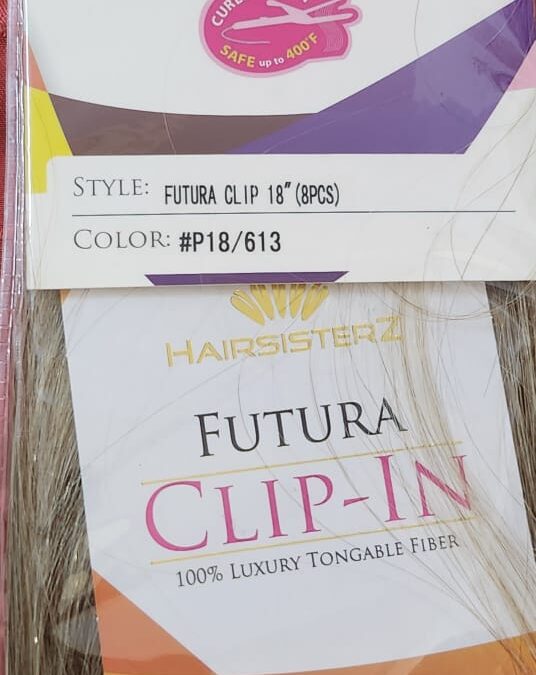 CURE
SAFE up to 400°F
STYLE: FUTURA CLIP 18" (8PCS)
COLOR: #P18/613
HAIRSISTERZ
FUTURA
CLIP-IN
100% LUXURY TONGABLE FIBER